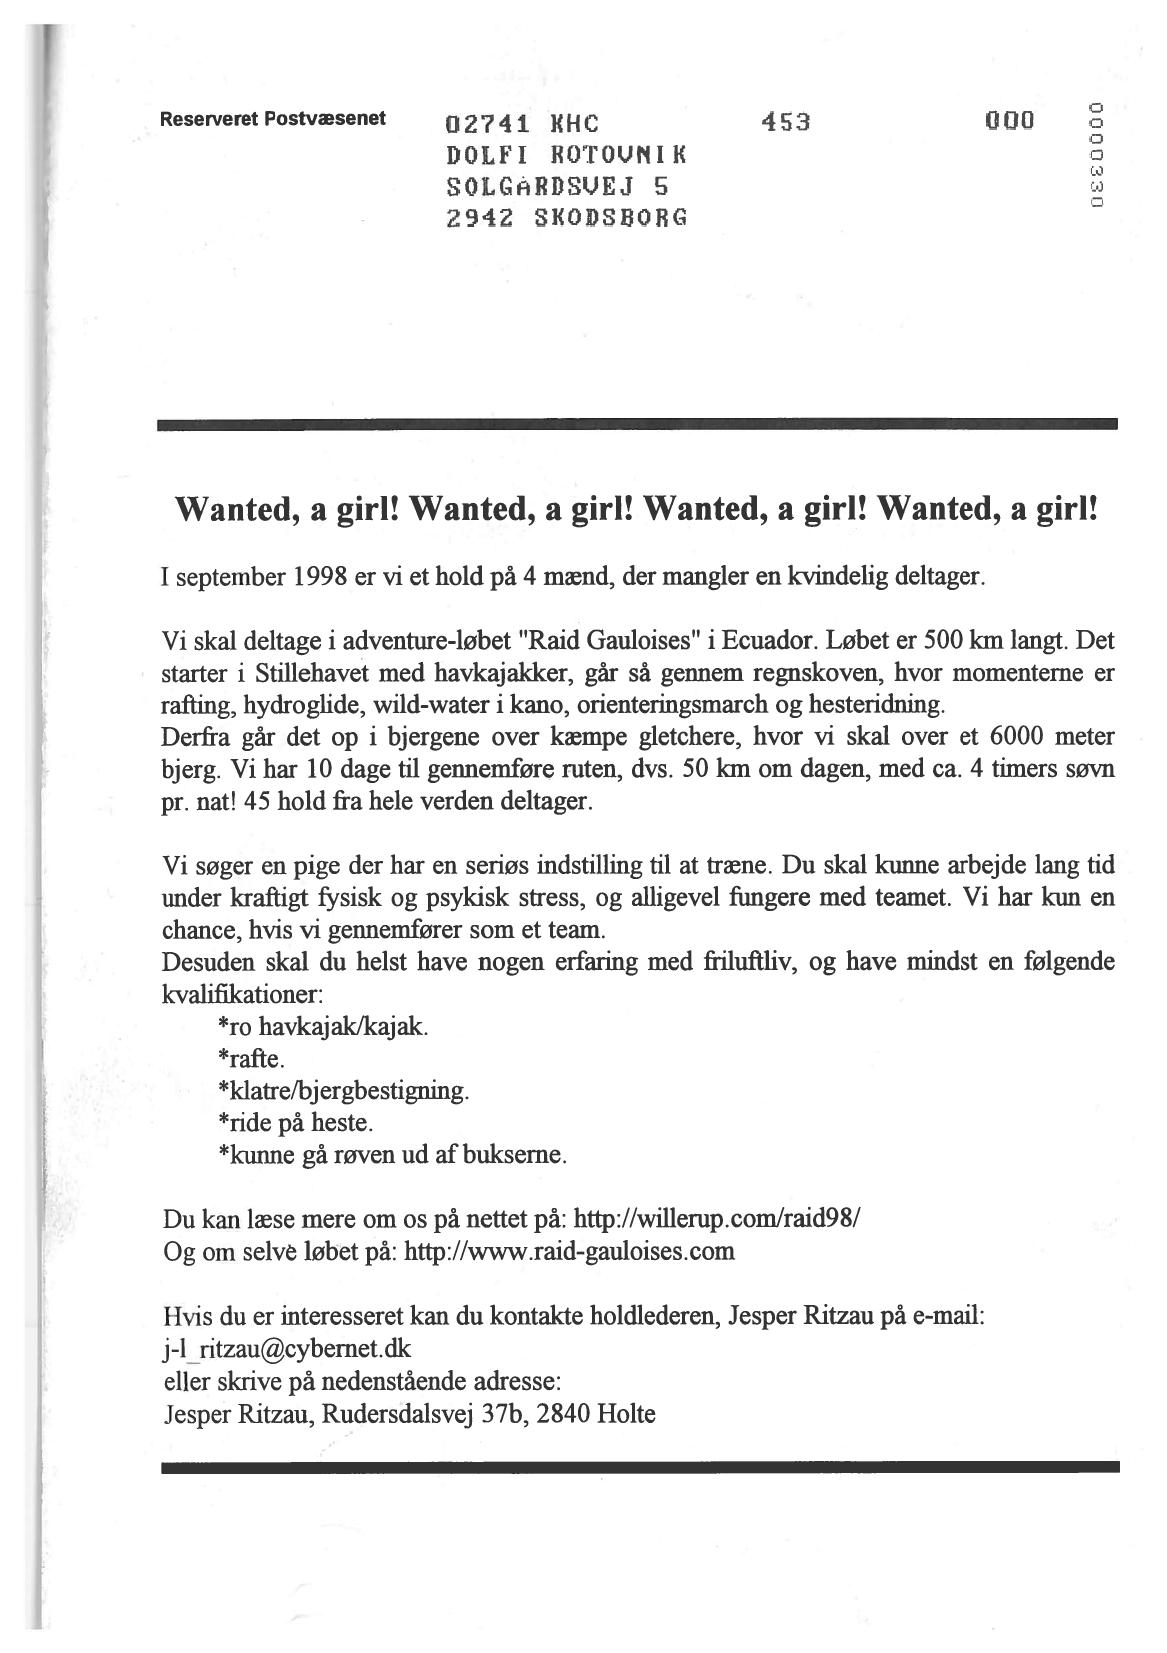 Reserveret Postvæsenet
02741 KHC 453 000
DOLFI ROTOVNIK
SOLGÅRDSVEJ 5
2942 SKODSBORG
0000330
Wanted, a girl! Wanted, a girl! Wanted, a girl! Wanted, a girl!
I september 1998 er vi et hold på 4 mænd, der mangler en kvindelig deltager.
Vi skal deltage i adventure-løbet "Raid Gauloises" i Ecuador. Løbet er 500 km langt. Det
starter i Stillehavet med havkajakker, går så gennem regnskoven, hvor momenterne er
rafting, hydroglide, wild-water i kano, orienteringsmarch og hesteridning.
Derfra går det op i bjergene over kæmpe gletchere, hvor vi skal over et 6000 meter
bjerg. Vi har 10 dage til gennemføre ruten, dvs. 50 km om dagen, med ca. 4 timers søvn
pr. nat! 45 hold fra hele verden deltager.
Vi søger en pige der har en seriøs indstilling til at træne. Du skal kunne arbejde lang tid
under kraftigt fysisk og psykisk stress, og alligevel fungere med teamet. Vi har kun en
chance, hvis vi gennemfører som et team.
Desuden skal du helst have nogen erfaring med friluftliv, og have mindst en følgende
kvalifikationer:
*ro havkajak/kajak.
*rafte.
*klatre/bjergbestigning.
*ride på heste.
*kunne gå røven ud af bukserne.
Du kan læse mere om os på nettet på: http://willerup.com/raid98/
Og om selve løbet på: http://www.raid-gauloises.com
Hvis du er interesseret kan du kontakte holdlederen, Jesper Ritzau på e-mail:
j-l_ritzau@cybernet.dk
eller skrive på nedenstående adresse:
Jesper Ritzau, Rudersdalsvej 37b, 2840 Holte